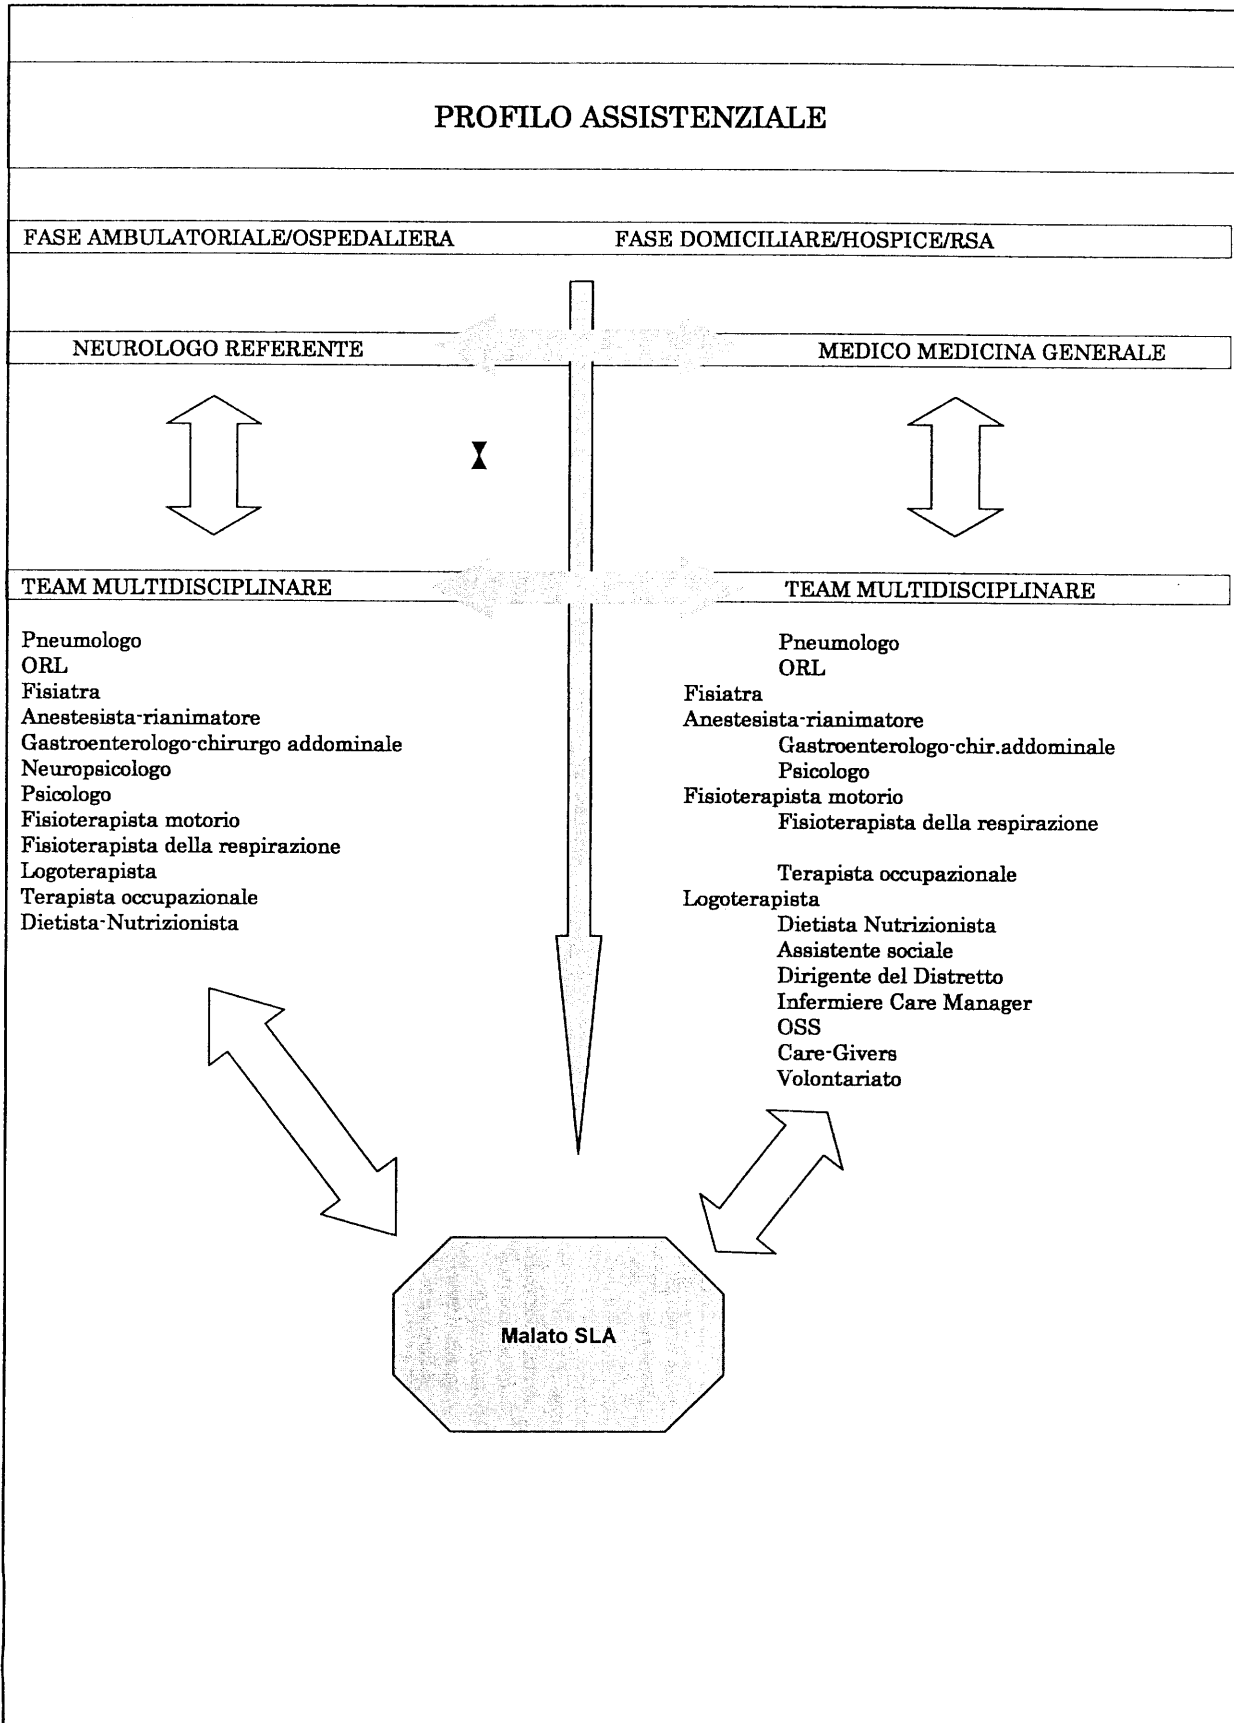 PROFILO ASSISTENZIALE
FASE AMBULATORIALE/OSPEDALIERA FASE DOMICILIARE/HOSPICE/RSA
NEUROLOGO REFERENTE MEDICO MEDICINA GENERALE
TEAM MULTIDISCIPLINARE
Pneumologo
ORL
Fisiatra
Anestesista-rianimatore
Gastroenterologo-chirurgo addominale
Neuropsicologo
Psicologo
Fisioterapista motorio
Fisioterapista della respirazione
Logoterapista
Terapista occupazionale
Dietista-Nutrizionista
TEAM MULTIDISCIPLINARE
Pneumologo
ORL
Fisiatra
Anestesista-rianimatore
Gastroenterologo-chir.addominale
Psicologo
Fisioterapista motorio
Fisioterapista della respirazione
Terapista occupazionale
Logoterapista
Dietista Nutrizionista
Assistente sociale
Dirigente del Distretto
Infermiere Care Manager
OSS
Care-Givers
Volontariato
Malato SLA